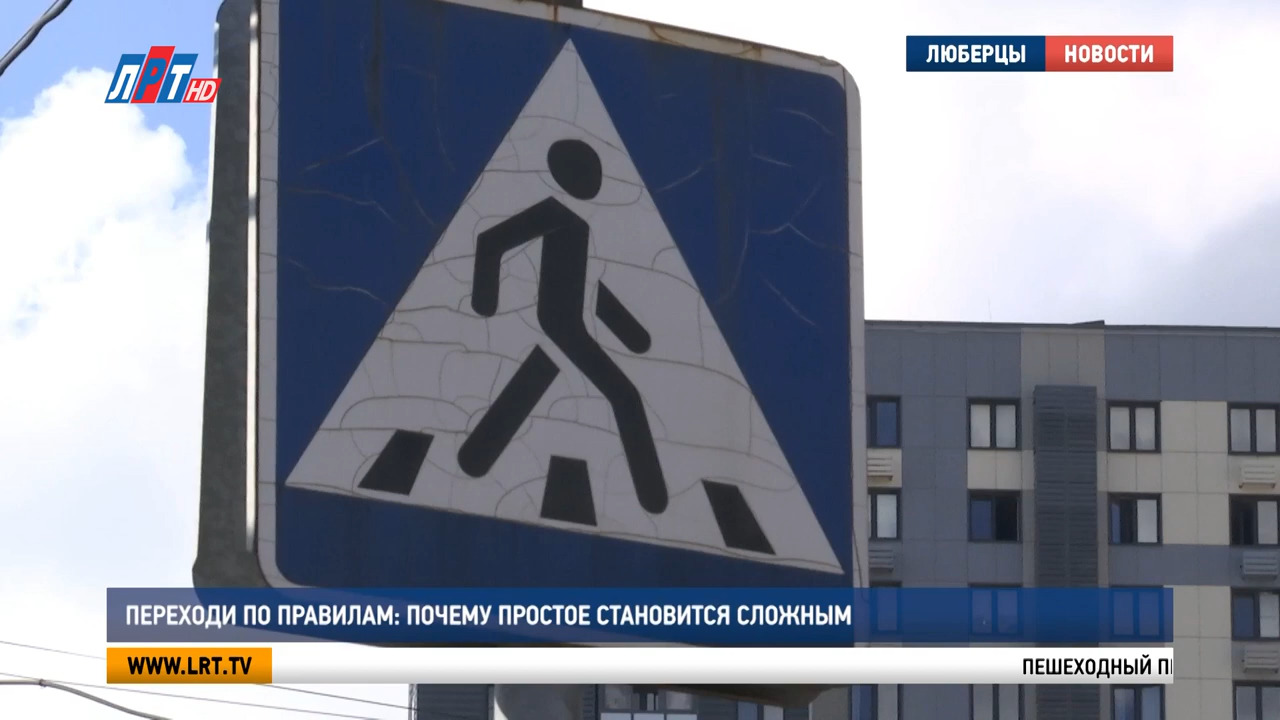 ЛРТ HD
ЛЮБЕРЦЫ НОВОСТИ
ПЕРЕХОДИ ПО ПРАВИЛАМ: ПОЧЕМУ ПРОСТОЕ СТАНОВИТСЯ СЛОЖНЫМ
WWW.LRT.TV
ПЕШЕХОДНЫЙ